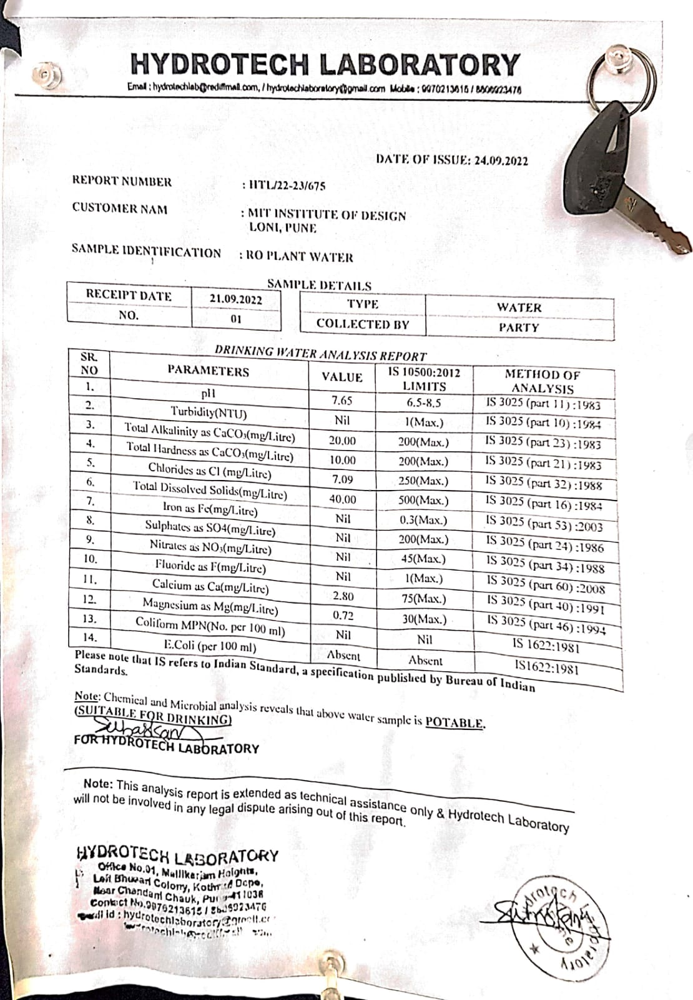 HYDROTECH LABORATORY
Email : hydrotechlab@rediffmail.com, / hydrotechlaboratory@gmail.com Mobile : 9970213615 / 8806923476
DATE OF ISSUE: 24.09.2022
REPORT NUMBER : HTL/22-23/675
CUSTOMER NAM : MIT INSTITUTE OF DESIGN
LONI, PUNE
SAMPLE IDENTIFICATION : RO PLANT WATER
SAMPLE DETAILS
RECEIPT DATE 21.09.2022 TYPE WATER
NO. 01 COLLECTED BY PARTY
DRINKING WATER ANALYSIS REPORT
SR. NO PARAMETERS VALUE IS 10500:2012 LIMITS METHOD OF ANALYSIS
1. pH 7.65 6.5-8.5 IS 3025 (part 11) :1983
2. Turbidity(NTU) Nil 1(Max.) IS 3025 (part 10) :1984
3. Total Alkalinity as CaCO3(mg/Litre) 20.00 200(Max.) IS 3025 (part 23) :1983
4. Total Hardness as CaCO3(mg/Litre) 10.00 200(Max.) IS 3025 (part 21) :1983
5. Chlorides as Cl (mg/Litre) 7.09 250(Max.) IS 3025 (part 32) :1988
6. Total Dissolved Solids(mg/Litre) 40.00 500(Max.) IS 3025 (part 16) :1984
7. Iron as Fe(mg/Litre) Nil 0.3(Max.) IS 3025 (part 53) :2003
8. Sulphates as SO4(mg/Litre) Nil 200(Max.) IS 3025 (part 24) :1986
9. Nitrates as NO3(mg/Litre) Nil 45(Max.) IS 3025 (part 34) :1988
10. Fluoride as F(mg/Litre) Nil 1(Max.) IS 3025 (part 60) :2008
11. Calcium as Ca(mg/Litre) 2.80 75(Max.) IS 3025 (part 40) :1991
12. Magnesium as Mg(mg/Litre) 0.72 30(Max.) IS 3025 (part 46) :1994
13. Coliform MPN(No. per 100 ml) Nil Nil IS 1622:1981
14. E.Coli (per 100 ml) Absent Absent IS1622:1981
Please note that IS refers to Indian Standard, a specification published by Bureau of Indian
Standards.
Note: Chemical and Microbial analysis reveals that above water sample is POTABLE.
(SUITABLE FOR DRINKING)
FOR HYDROTECH LABORATORY
Note: This analysis report is extended as technical assistance only & Hydrotech Laboratory
will not be involved in any legal dispute arising out of this report.
HYDROTECH LABORATORY
Office No.01, Mallikarjam Heights,
Left Bhusari Colony, Kothrud Depo,
Near Chandani Chauk, Pune-411038
Contact No.9970213615 / 8806923476
id : hydrotechlaboratory@gmail.co
Hydrotech Laboratory